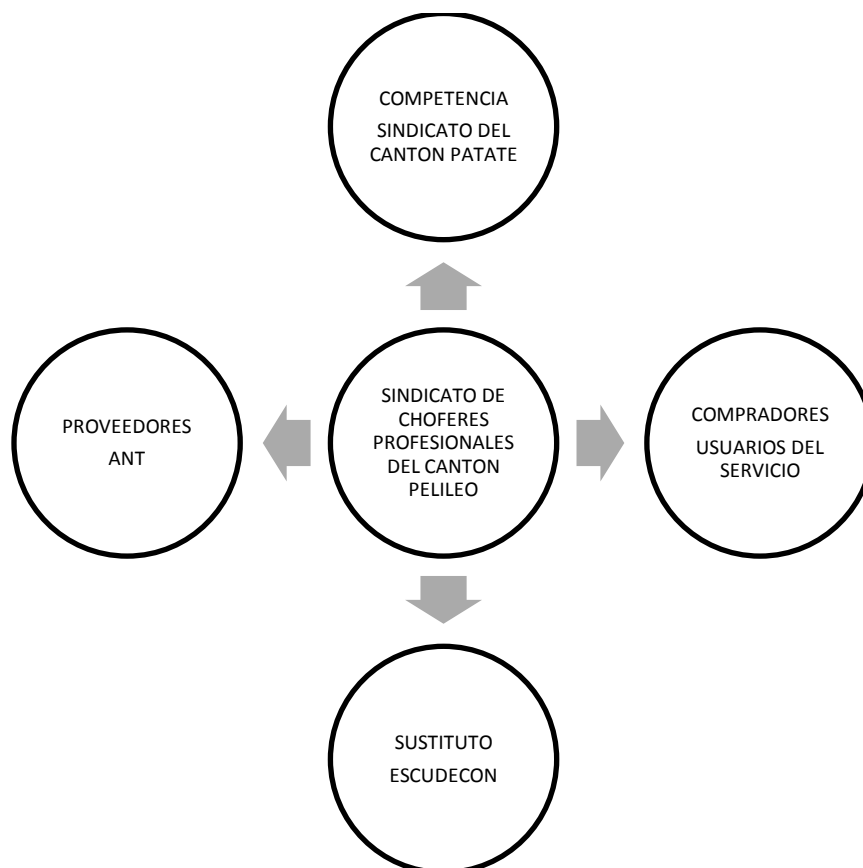 COMPETENCIA
SINDICATO DEL
CANTON PATATE
PROVEEDORES
ANT
SINDICATO DE
CHOFERES
PROFESIONALES
DEL CANTON
PELILEO
COMPRADORES
USUARIOS DEL
SERVICIO
SUSTITUTO
ESCUDECON